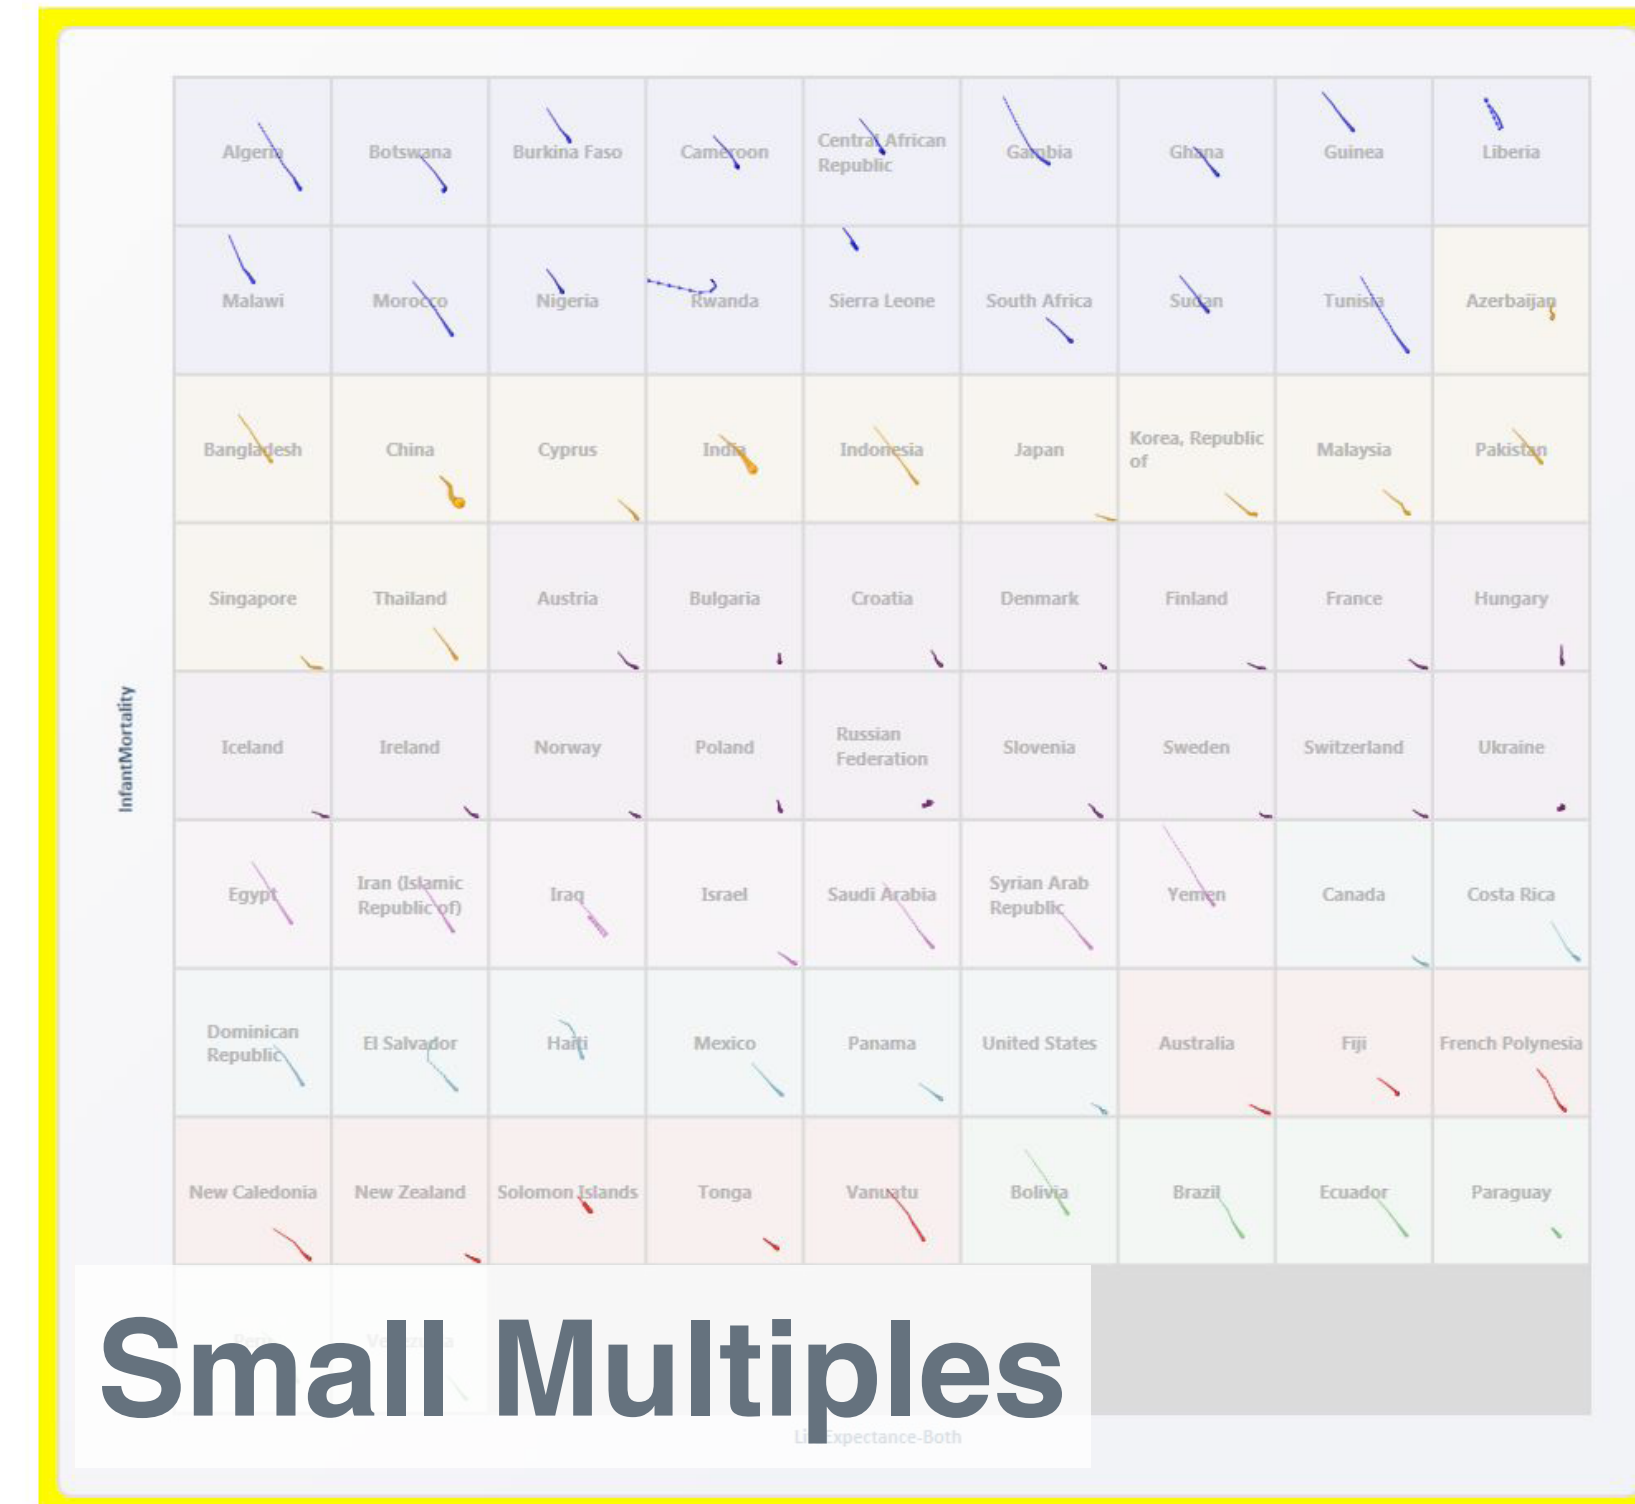 Algeria
Botswana
Burkina Faso
Cameroon
Central African
Republic
Gambia
Ghana
Guinea
Liberia
Malawi
Morocco
Nigeria
Rwanda
Sierra Leone
South Africa
Sudan
Tunisia
Azerbaijan
Bangladesh
China
Cyprus
India
Indonesia
Japan
Korea, Republic
of
Malaysia
Pakistan
Singapore
Thailand
Austria
Bulgaria
Croatia
Denmark
Finland
France
Hungary
InfantMortality
Iceland
Ireland
Norway
Poland
Russian
Federation
Slovenia
Sweden
Switzerland
Ukraine
Egypt
Iran (Islamic
Republic of)
Iraq
Israel
Saudi Arabia
Syrian Arab
Republic
Yemen
Canada
Costa Rica
Dominican
Republic
El Salvador
Haiti
Mexico
Panama
United States
Australia
Fiji
French Polynesia
New Caledonia
New Zealand
Solomon Islands
Tonga
Vanuatu
Bolivia
Brazil
Ecuador
Paraguay
Small Multiples